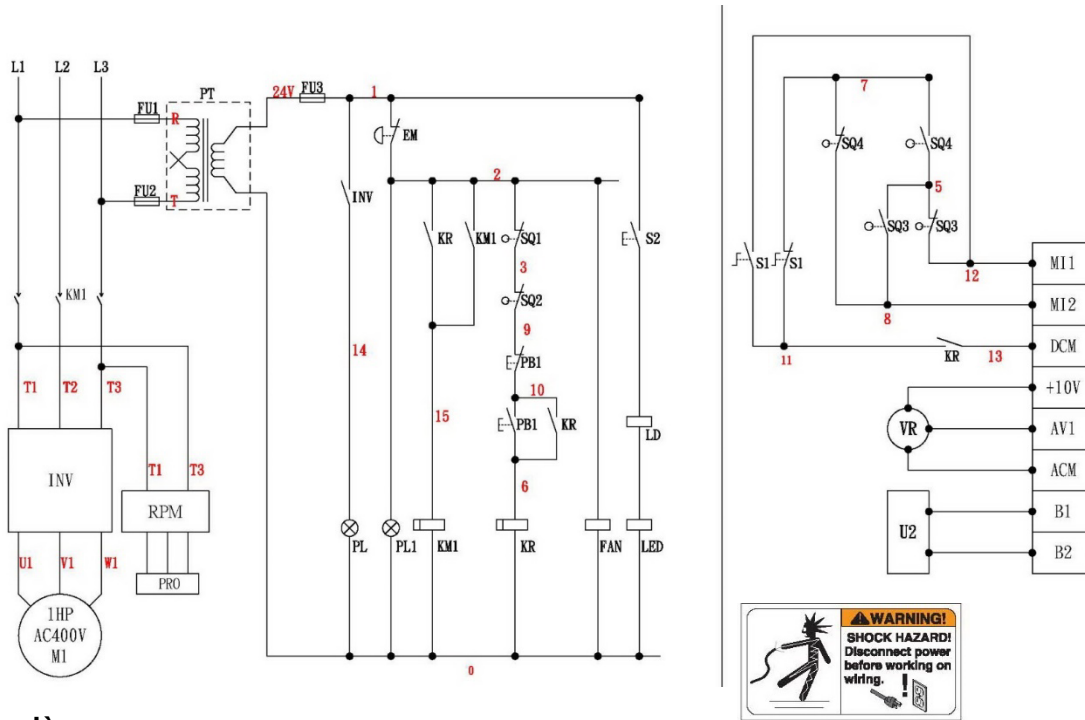 L1 L2 L3
FU1
R
PT
24V FU3 1
FU2
T
EM
2
INV
KR KM1 SQ1 S2
3
SQ2
9
14
PB1
10
15
PB1 KR
LD
6
PL PL1 KM1 KR FAN LED
0
KM1
T1 T2 T3
INV
T1 T3
RPM
U1 V1 W1
PRO
1HP
AC400V
M1
7
SQ4 SQ4
5
SQ3 SQ3
S1 S1
12
8
11
KR 13
MI1
MI2
DCM
+10V
VR AV1
ACM
B1
U2
B2
WARNING!
SHOCK HAZARD!
Disconnect power
before working on
wiring.